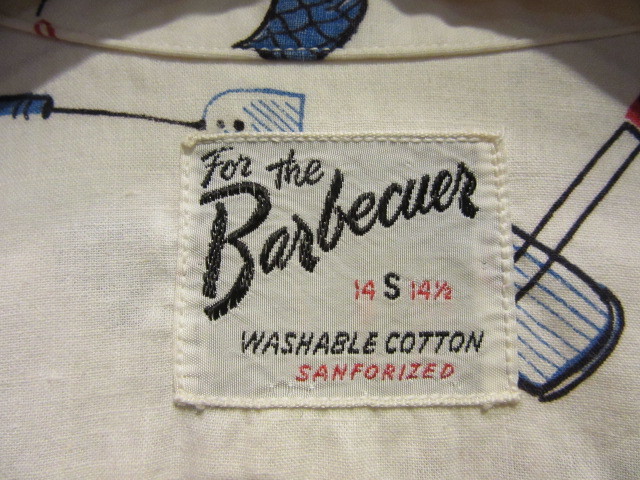 For the
Barbecuer
14 S 14½
WASHABLE COTTON
SANFORIZED